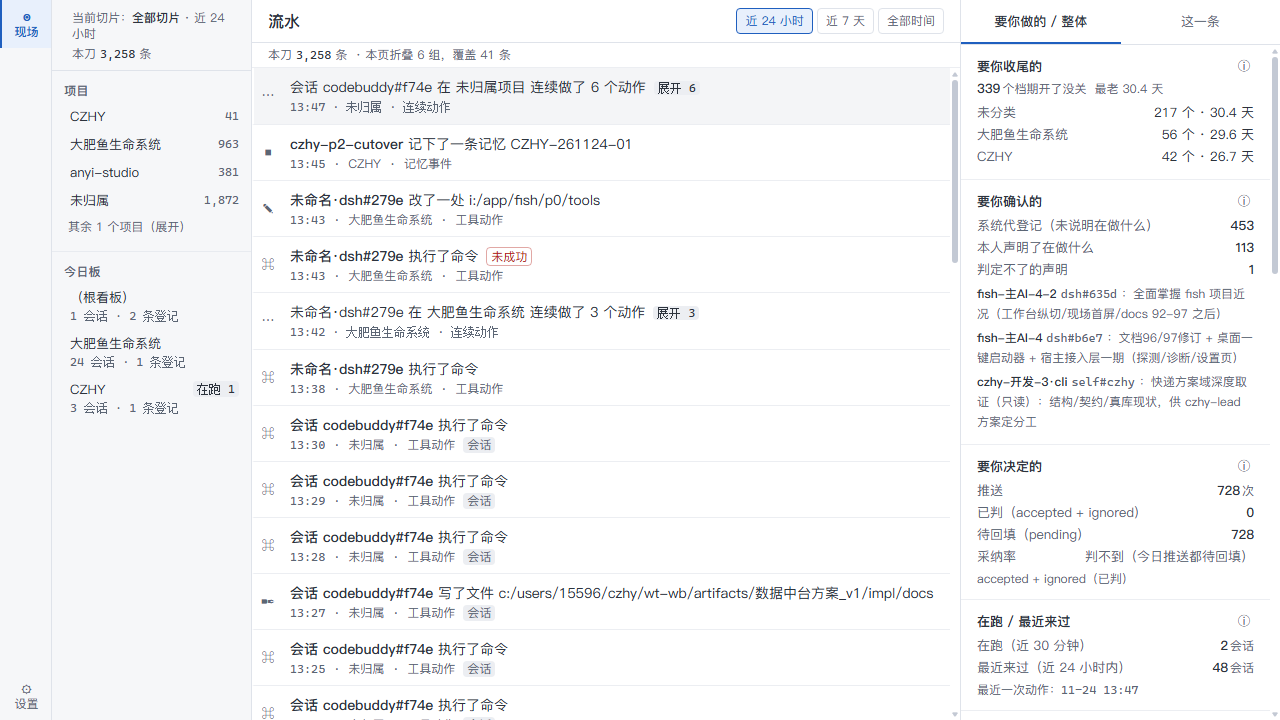 现场
设置
当前切片：全部切片 · 近 24 小时
本刀 3,258 条
项目
CZHY 41
大肥鱼生命系统 963
anyi-studio 381
未归属 1,872
其余 1 个项目（展开）
今日板
（根看板）
1 会话 · 2 条登记
大肥鱼生命系统
24 会话 · 1 条登记
CZHY 在跑 1
3 会话 · 1 条登记
流水 近 24 小时 近 7 天 全部时间
本刀 3,258 条 · 本页折叠 6 组，覆盖 41 条
会话 codebuddy#f74e 在 未归属项目 连续做了 6 个动作 展开 6
13:47 · 未归属 · 连续动作
czhy-p2-cutover 记下了一条记忆 CZHY-261124-01
13:45 · CZHY · 记忆事件
未命名·dsh#279e 改了一处 i:/app/fish/p0/tools
13:43 · 大肥鱼生命系统 · 工具动作
未命名·dsh#279e 执行了命令 未成功
13:43 · 大肥鱼生命系统 · 工具动作
未命名·dsh#279e 在 大肥鱼生命系统 连续做了 3 个动作 展开 3
13:42 · 大肥鱼生命系统 · 连续动作
未命名·dsh#279e 执行了命令
13:38 · 大肥鱼生命系统 · 工具动作
会话 codebuddy#f74e 执行了命令
13:30 · 未归属 · 工具动作 会话
会话 codebuddy#f74e 执行了命令
13:29 · 未归属 · 工具动作 会话
会话 codebuddy#f74e 执行了命令
13:28 · 未归属 · 工具动作 会话
会话 codebuddy#f74e 写了文件 c:/users/15596/czhy/wt-wb/artifacts/数据中台方案_v1/impl/docs
13:27 · 未归属 · 工具动作 会话
会话 codebuddy#f74e 执行了命令
13:25 · 未归属 · 工具动作 会话
会话 codebuddy#f74e 执行了命令
要你做的 / 整体 这一条
要你收尾的
339 个档期开了没关 最老 30.4 天
未分类 217 个 · 30.4 天
大肥鱼生命系统 56 个 · 29.6 天
CZHY 42 个 · 26.7 天
要你确认的
系统代登记（未说明在做什么） 453
本人声明了在做什么 113
判定不了的声明 1
fish-主AI-4-2 dsh#635d： 全面掌握 fish 项目近
况（工作台纵切/现场首屏/docs 92-97 之后）
fish-主AI-4 dsh#b6e7： 文档96/97修订 + 桌面一
键启动器 + 宿主接入层一期（探测/诊断/设置页）
czhy-开发-3·cli self#czhy： 快递方案域深度取
证（只读）：结构/契约/真库现状，供 czhy-lead
方案定分工
要你决定的
推送 728 次
已判（accepted + ignored） 0
待回填（pending） 728
采纳率 判不到（今日推送都待回填）
accepted + ignored（已判）
在跑 / 最近来过
在跑（近 30 分钟） 2 会话
最近来过（近 24 小时内） 48 会话
最近一次动作：11-24 13:47